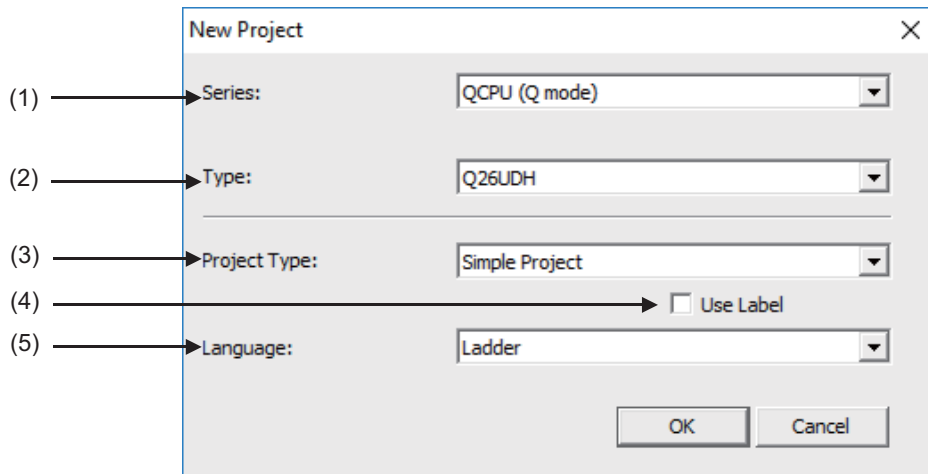 New Project
(1) Series: QCPU (Q mode)
(2) Type: Q26UDH
(3) Project Type: Simple Project
(4) Use Label
(5) Language: Ladder
OK Cancel